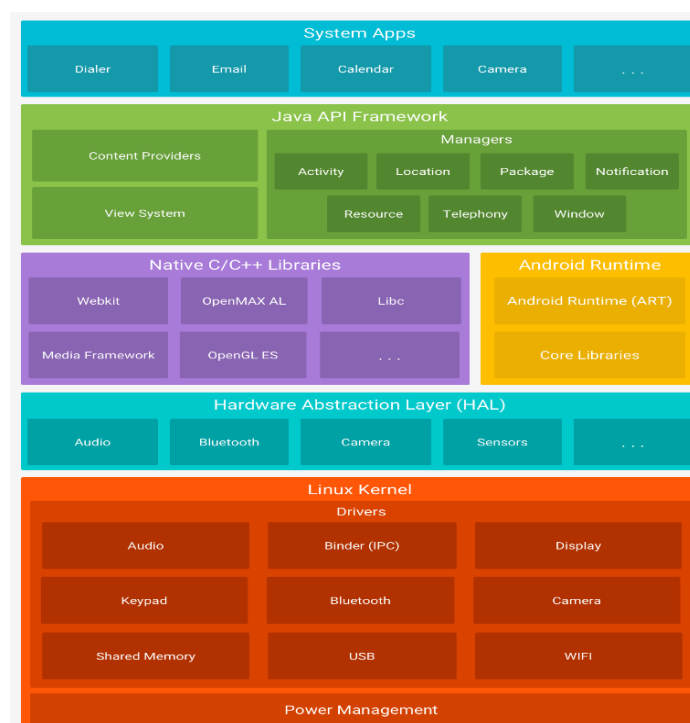 System Apps
Dialer Email Calendar Camera . . .
Java API Framework
Content Providers
View System
Managers
Activity Location Package Notification
Resource Telephony Window
Native C/C++ Libraries
Webkit OpenMAX AL Libc
Media Framework OpenGL ES . . .
Android Runtime
Android Runtime (ART)
Core Libraries
Hardware Abstraction Layer (HAL)
Audio Bluetooth Camera Sensors . . .
Linux Kernel
Drivers
Audio Binder (IPC) Display
Keypad Bluetooth Camera
Shared Memory USB WIFI
Power Management